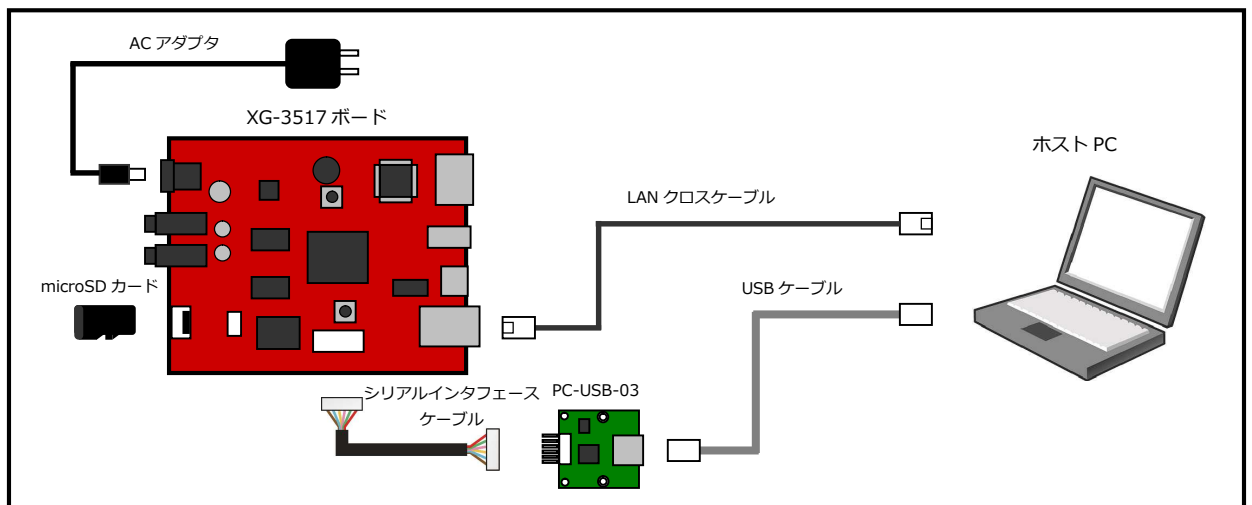 AC アダプタ
XG-3517 ボード
ホスト PC
LAN クロスケーブル
microSD カード
USB ケーブル
シリアルインタフェース
ケーブル
PC-USB-03